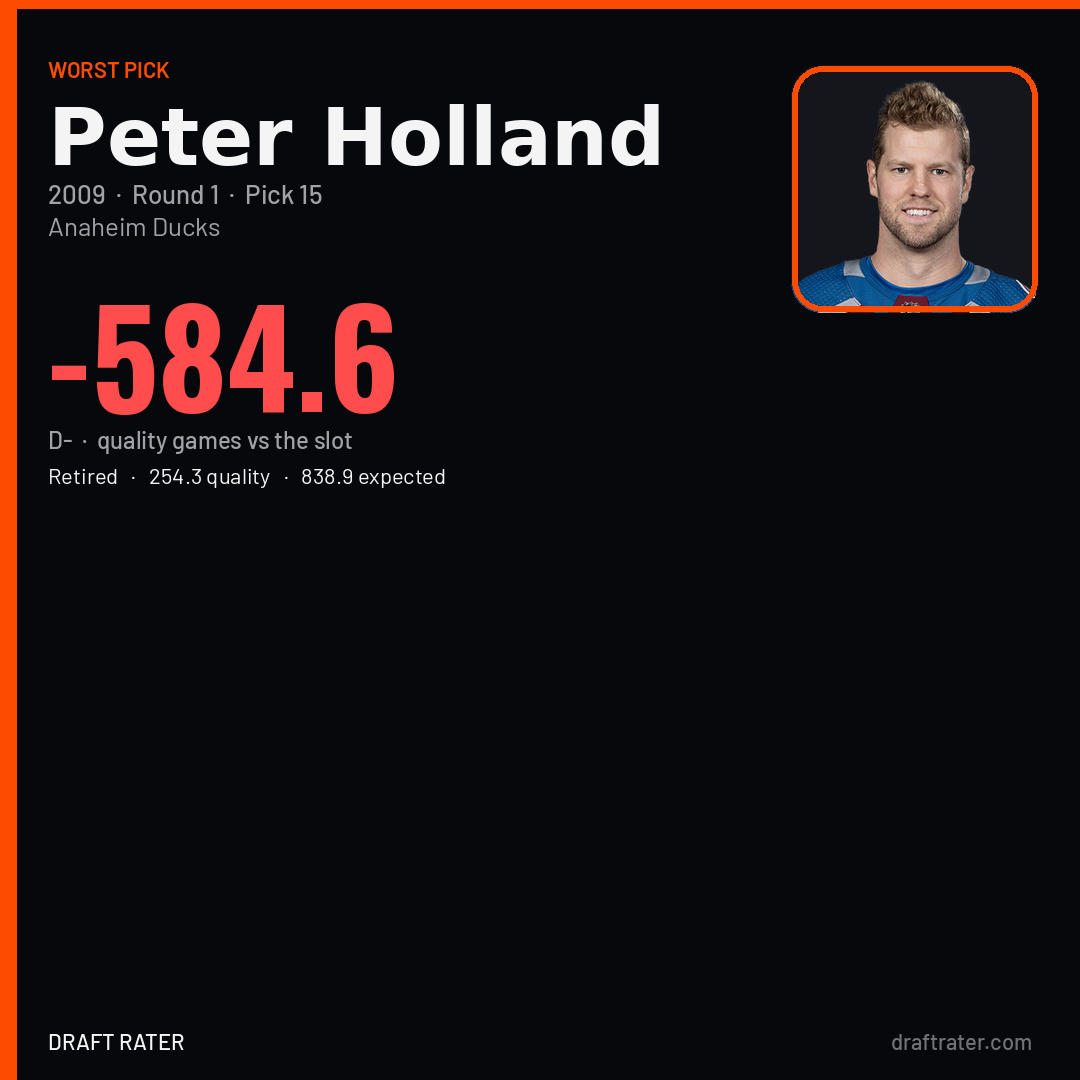 WORST PICK
Peter Holland
2009 · Round 1 · Pick 15
Anaheim Ducks
-584.6
D- · quality games vs the slot
Retired · 254.3 quality · 838.9 expected
DRAFT RATER
draftrater.com